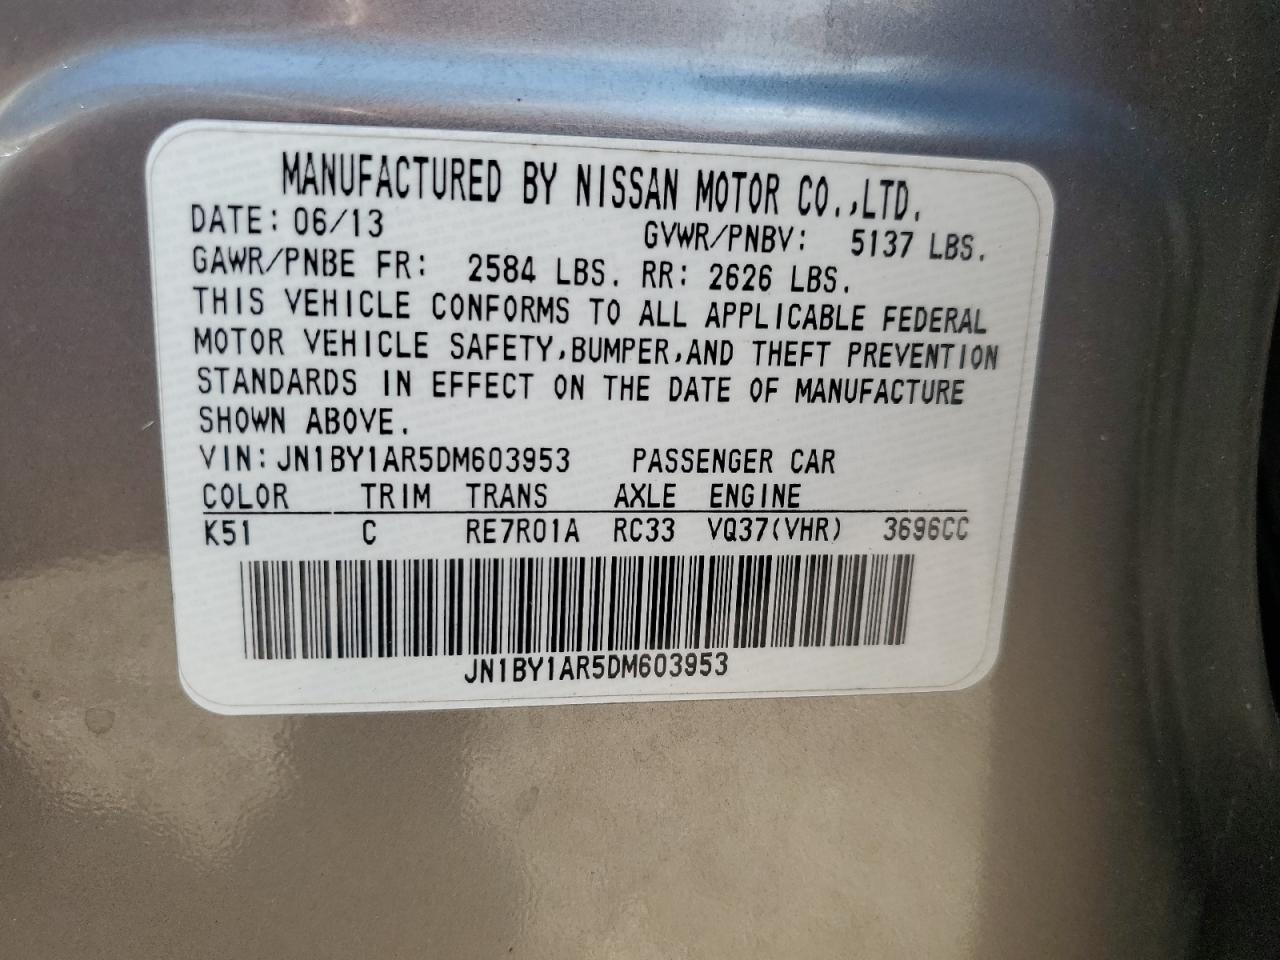 MANUFACTURED BY NISSAN MOTOR CO.,LTD.
DATE: 06/13 GVWR/PNBV: 5137 LBS.
GAWR/PNBE FR: 2584 LBS. RR: 2626 LBS.
THIS VEHICLE CONFORMS TO ALL APPLICABLE FEDERAL
MOTOR VEHICLE SAFETY,BUMPER,AND THEFT PREVENTION
STANDARDS IN EFFECT ON THE DATE OF MANUFACTURE
SHOWN ABOVE.
VIN: JN1BY1AR5DM603953 PASSENGER CAR
COLOR TRIM TRANS AXLE ENGINE
K51 C RE7R01A RC33 VQ37(VHR) 3696CC
JN1BY1AR5DM603953